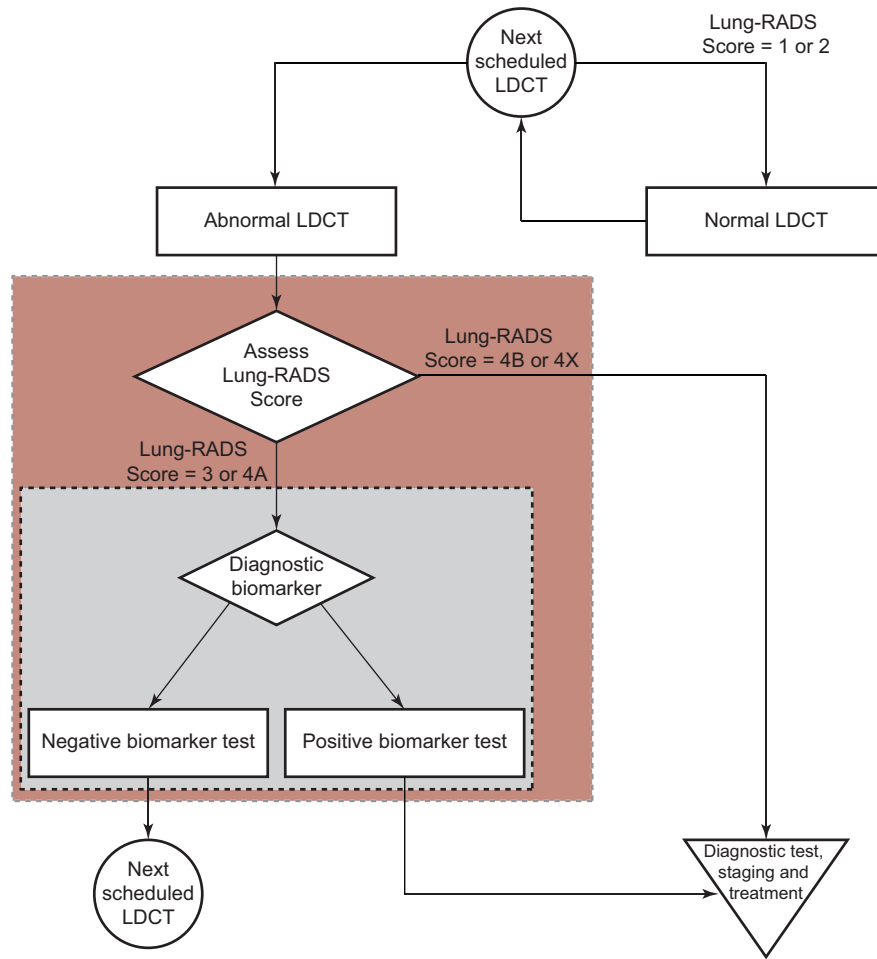 Next
scheduled
LDCT
Lung-RADS
Score = 1 or 2
Abnormal LDCT
Normal LDCT
Assess
Lung-RADS
Score
Lung-RADS
Score = 4B or 4X
Lung-RADS
Score = 3 or 4A
Diagnostic
biomarker
Negative biomarker test
Positive biomarker test
Next
scheduled
LDCT
Diagnostic test,
staging and
treatment